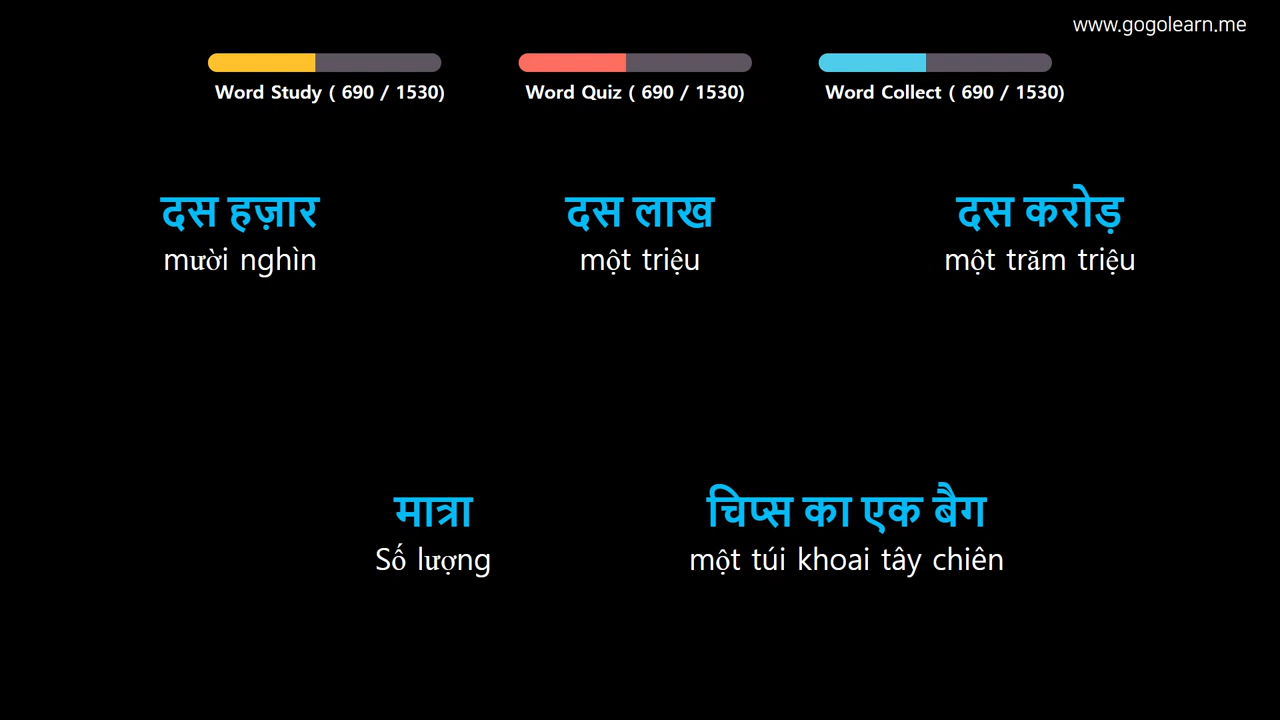 www.gogolearn.me
Word Study ( 690 / 1530)
Word Quiz ( 690 / 1530)
Word Collect ( 690 / 1530)
दस हज़ार
mười nghìn
दस लाख
một triệu
दस करोड़
một trăm triệu
मात्रा
Số lượng
चिप्स का एक बैग
một túi khoai tây chiên